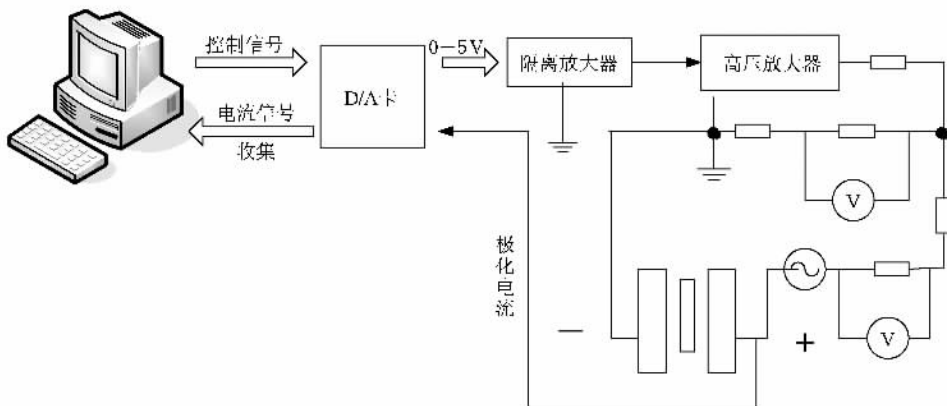 控制信号
电流信号
收集
D/A卡
0-5V
隔离放大器
高压放大器
V
极化电流
－
+
V